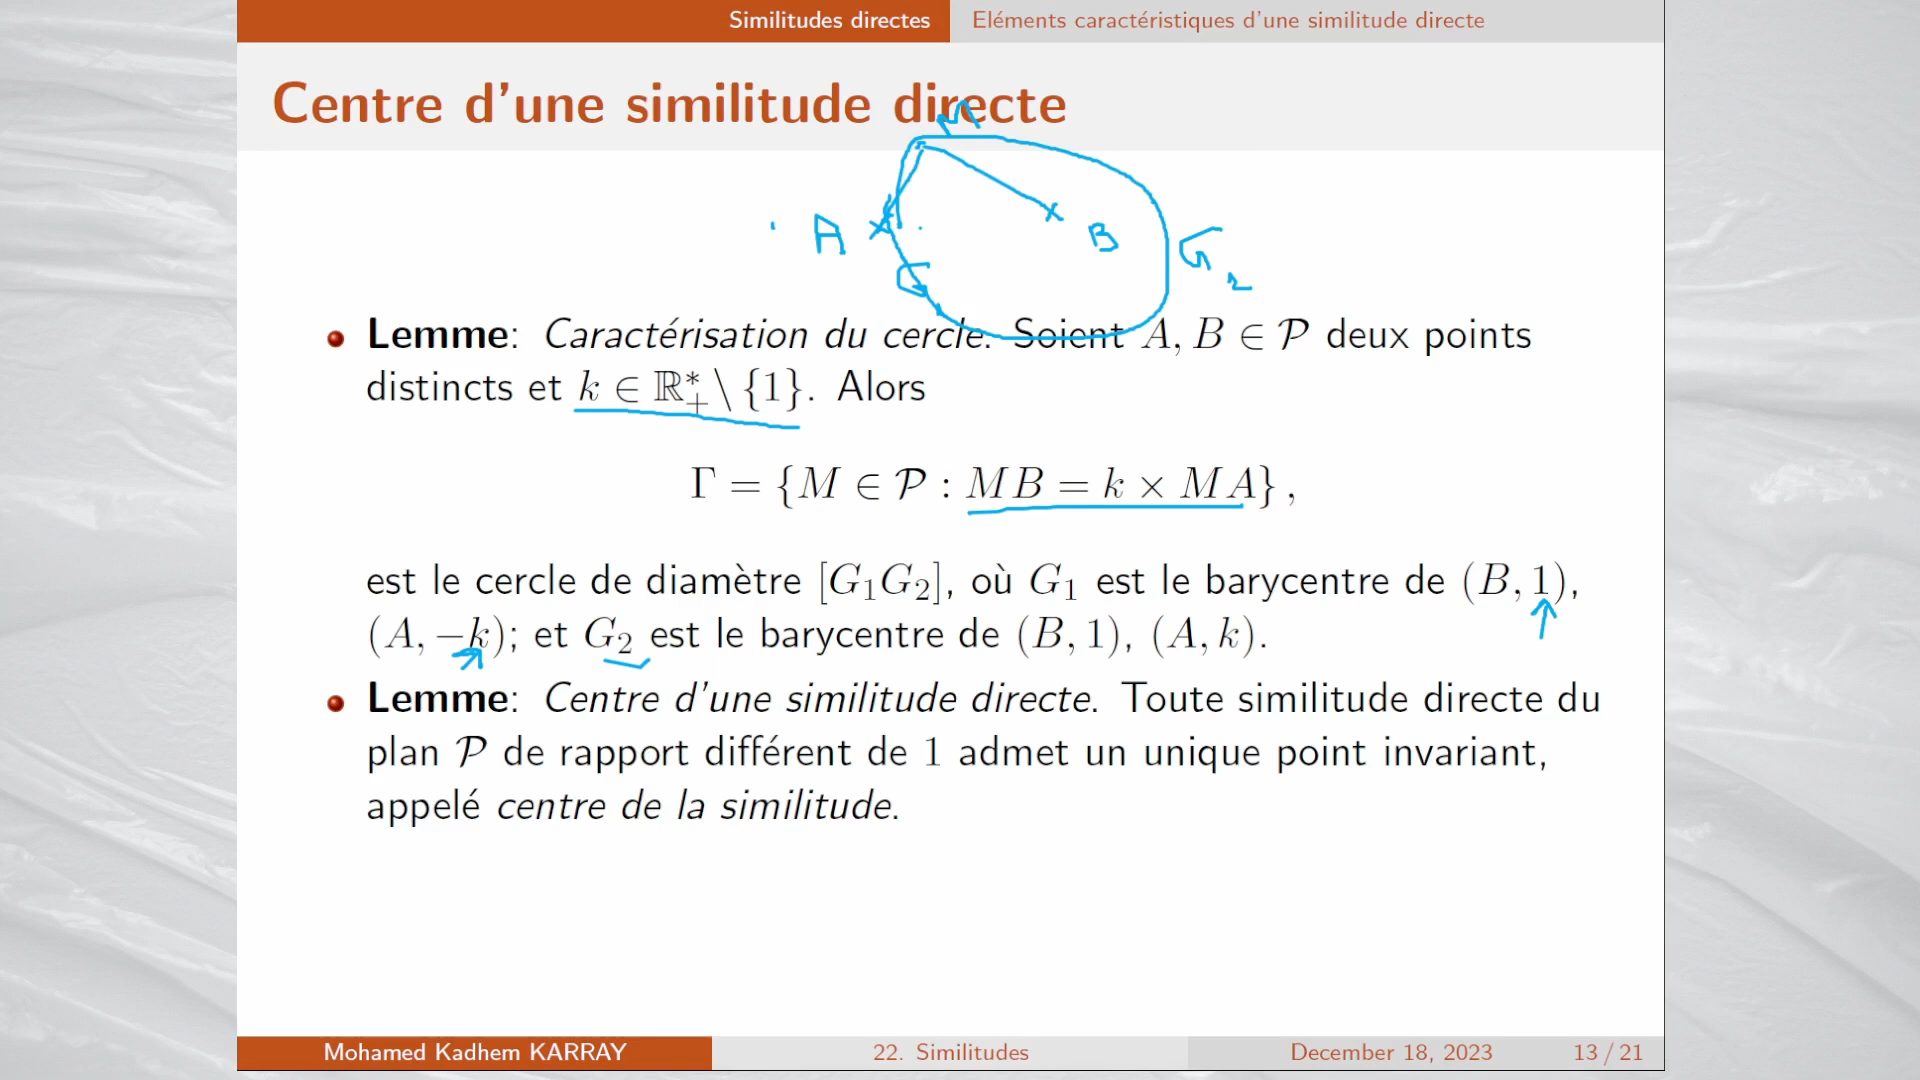 Similitudes directes Eléments caractéristiques d'une similitude directe
Centre d'une similitude directe
M
A
B
G
G₂
Lemme: Caractérisation du cercle. Soient A, B ∈ 𝒫 deux points
distincts et k ∈ ℝ₊* \ {1}. Alors
Γ = {M ∈ 𝒫 : MB = k × MA},
est le cercle de diamètre [G₁G₂], où G₁ est le barycentre de (B, 1),
(A, −k); et G₂ est le barycentre de (B, 1), (A, k).
Lemme: Centre d'une similitude directe. Toute similitude directe du
plan 𝒫 de rapport différent de 1 admet un unique point invariant,
appelé centre de la similitude.
Mohamed Kadhem KARRAY 22. Similitudes December 18, 2023 13 / 21